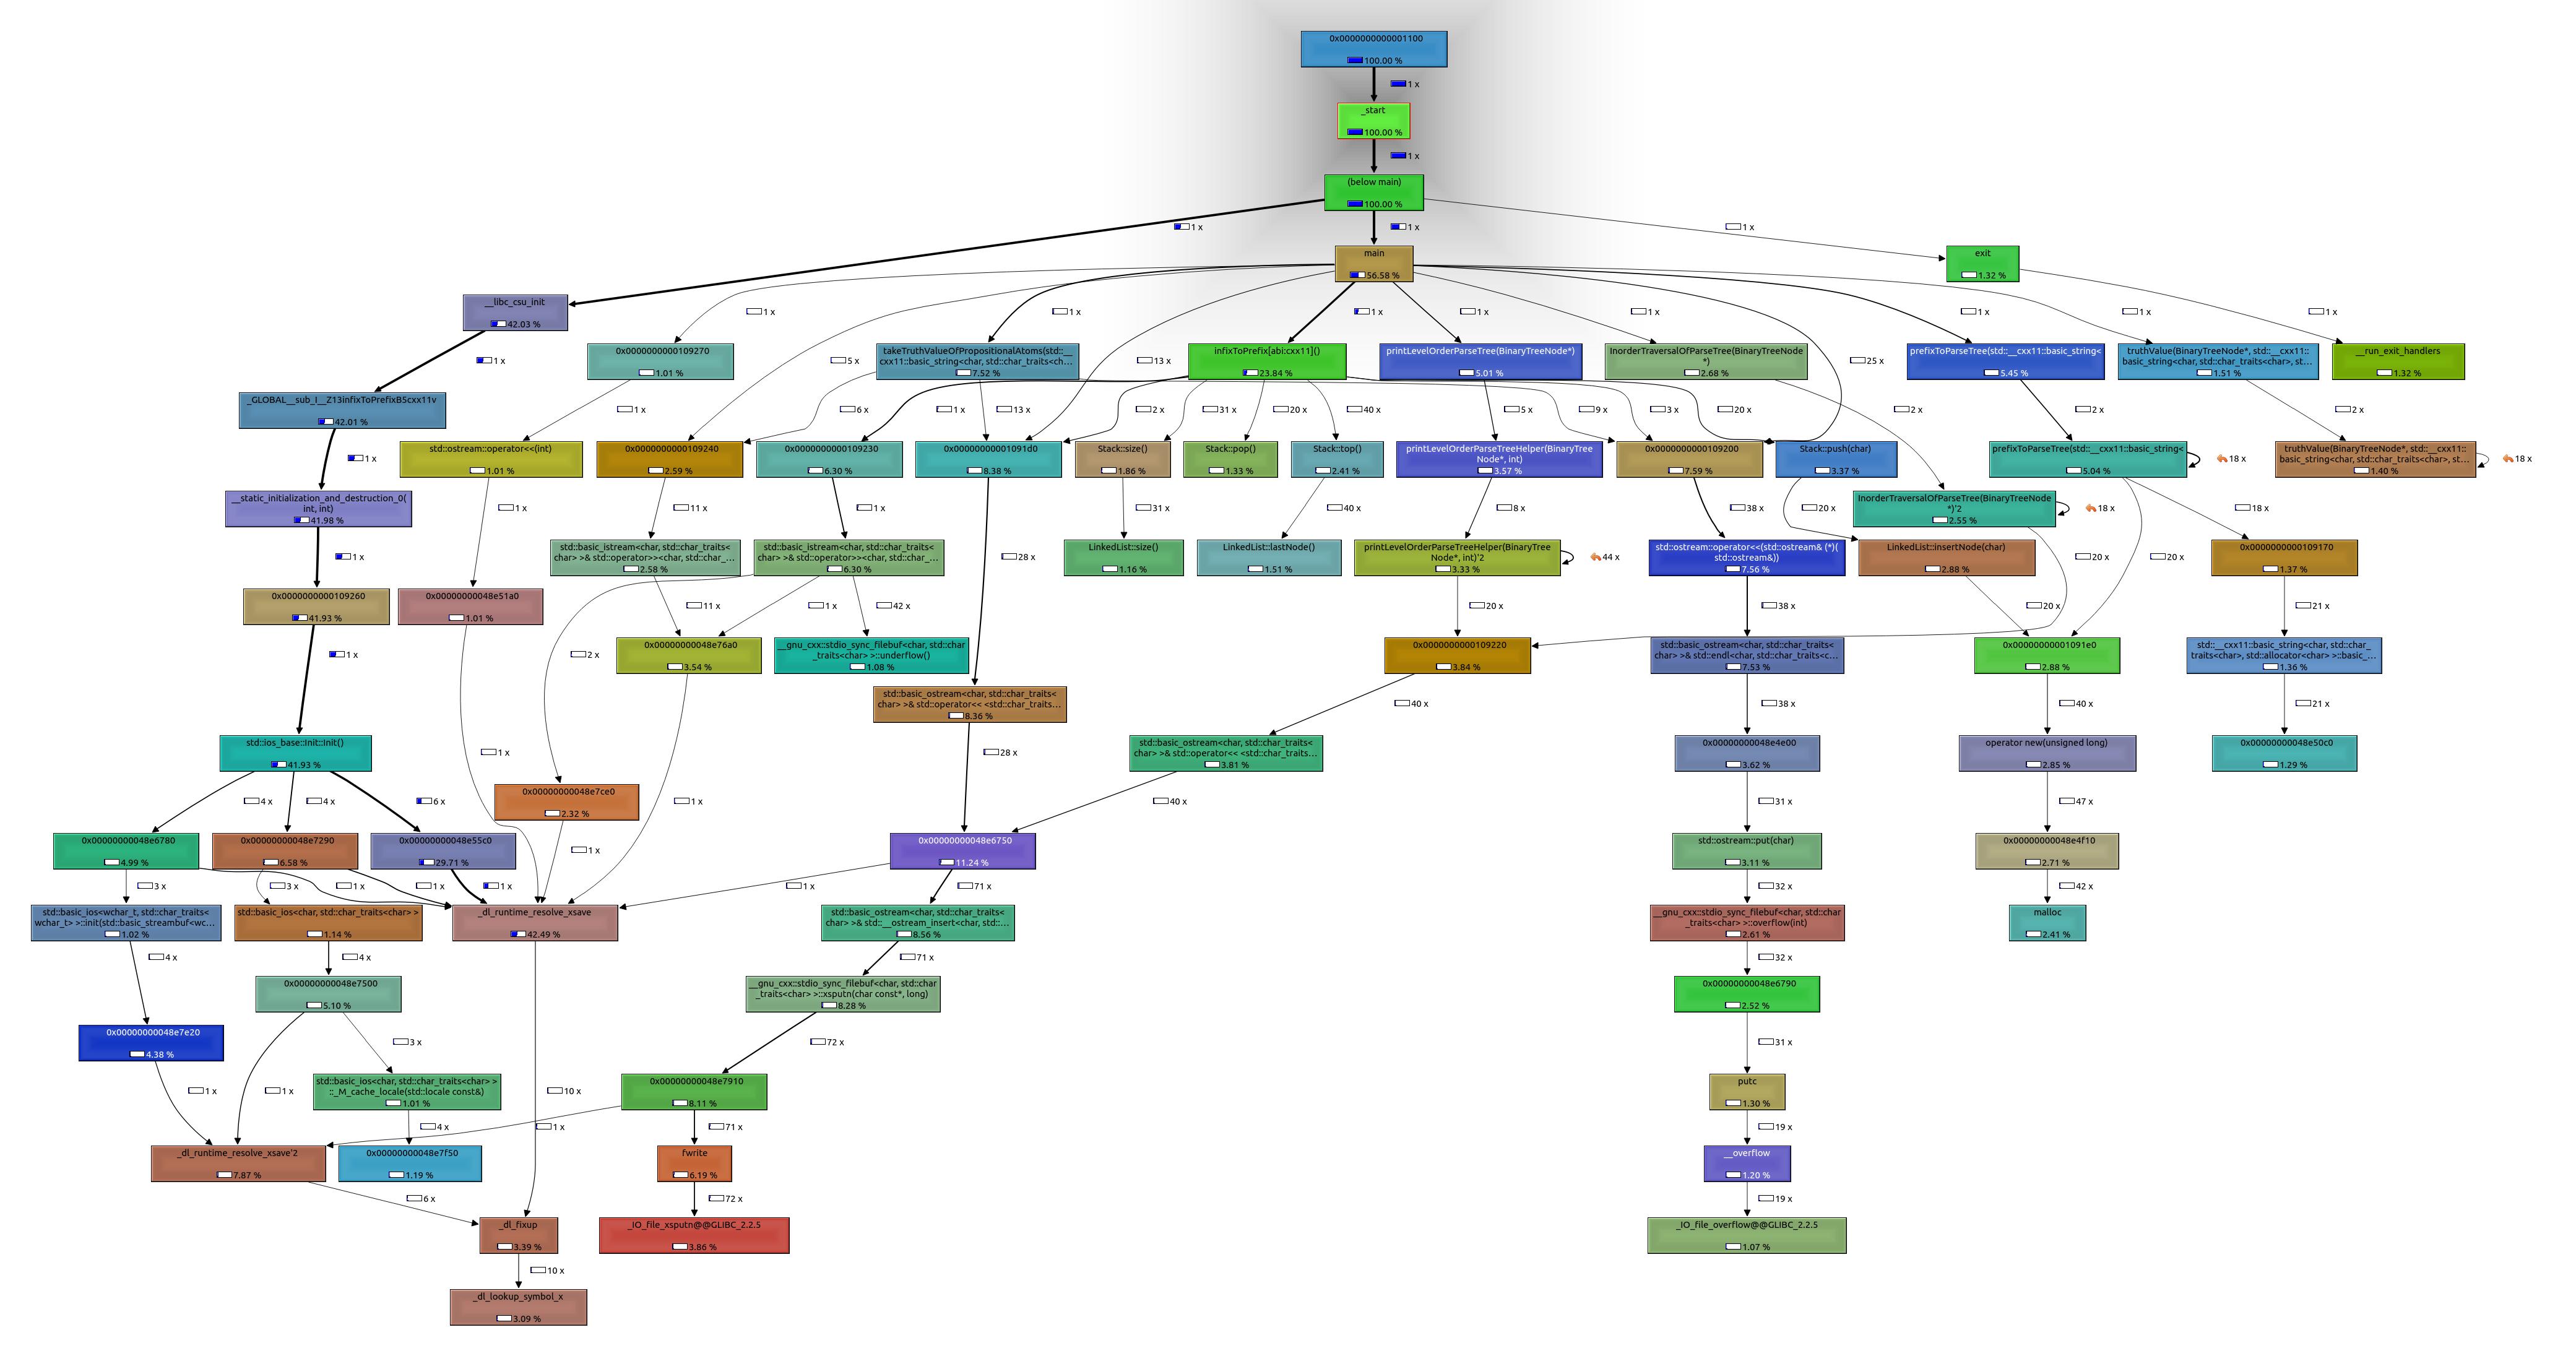 0x0000000000001100
100.00 %
1 x
_start
100.00 %
1 x
(below main)
100.00 %
1 x
1 x
1 x
main
56.58 %
exit
1.32 %
__libc_csu_init
42.03 %
1 x
1 x
1 x
1 x
1 x
1 x
1 x
1 x
0x0000000000109270
1.01 %
takeTruthValueOfPropositionalAtoms(std::__
cxx11::basic_string<char, std::char_traits<ch...
7.52 %
infixToPrefix[abi:cxx11]()
23.84 %
printLevelOrderParseTree(BinaryTreeNode*)
5.01 %
InorderTraversalOfParseTree(BinaryTreeNode
*)
2.68 %
prefixToParseTree(std::__cxx11::basic_string<
5.45 %
truthValue(BinaryTreeNode*, std::__cxx11::
basic_string<char, std::char_traits<char>, st...
1.51 %
__run_exit_handlers
1.32 %
1 x
5 x
13 x
25 x
_GLOBAL__sub_I__Z13infixToPrefixB5cxx11v
42.01 %
1 x
6 x
1 x
13 x
2 x
31 x
20 x
40 x
5 x
9 x
3 x
20 x
2 x
2 x
2 x
1 x
std::ostream::operator<<(int)
1.01 %
0x0000000000109240
2.59 %
0x0000000000109230
6.30 %
0x00000000001091d0
8.38 %
Stack::size()
1.86 %
Stack::pop()
1.33 %
Stack::top()
2.41 %
printLevelOrderParseTreeHelper(BinaryTree
Node*, int)
3.57 %
0x0000000000109200
7.59 %
Stack::push(char)
3.37 %
prefixToParseTree(std::__cxx11::basic_string<
5.04 %
18 x
truthValue(BinaryTreeNode*, std::__cxx11::
basic_string<char, std::char_traits<char>, st...
1.40 %
18 x
__static_initialization_and_destruction_0(
int, int)
41.98 %
1 x
11 x
1 x
31 x
40 x
8 x
38 x
20 x
InorderTraversalOfParseTree(BinaryTreeNode
*)'2
2.55 %
18 x
18 x
1 x
std::basic_istream<char, std::char_traits<
char> >& std::operator>><char, std::char_...
2.58 %
std::basic_istream<char, std::char_traits<
char> >& std::operator>><char, std::char_...
6.30 %
28 x
LinkedList::size()
1.16 %
LinkedList::lastNode()
1.51 %
printLevelOrderParseTreeHelper(BinaryTree
Node*, int)'2
3.33 %
44 x
std::ostream::operator<<(std::ostream& (*)(
std::ostream&))
7.56 %
LinkedList::insertNode(char)
2.88 %
20 x
20 x
0x0000000000109170
1.37 %
0x0000000000109260
41.93 %
0x00000000048e51a0
1.01 %
11 x
1 x
42 x
20 x
38 x
20 x
21 x
1 x
2 x
0x00000000048e76a0
3.54 %
__gnu_cxx::stdio_sync_filebuf<char, std::char
_traits<char> >::underflow()
1.08 %
0x0000000000109220
3.84 %
std::basic_ostream<char, std::char_traits<
char> >& std::endl<char, std::char_traits<c...
7.53 %
0x00000000001091e0
2.88 %
std::__cxx11::basic_string<char, std::char_
traits<char>, std::allocator<char> >::basic_...
1.36 %
std::basic_ostream<char, std::char_traits<
char> >& std::operator<< <std::char_traits...
8.36 %
40 x
38 x
40 x
21 x
std::ios_base::Init::Init()
41.93 %
1 x
28 x
std::basic_ostream<char, std::char_traits<
char> >& std::operator<< <std::char_traits...
3.81 %
0x00000000048e4e00
3.62 %
operator new(unsigned long)
2.85 %
0x00000000048e50c0
1.29 %
4 x
4 x
6 x
0x00000000048e7ce0
2.32 %
1 x
40 x
31 x
47 x
0x00000000048e6780
4.99 %
0x00000000048e7290
6.58 %
0x00000000048e55c0
29.71 %
1 x
0x00000000048e6750
11.24 %
std::ostream::put(char)
3.11 %
0x00000000048e4f10
2.71 %
3 x
3 x
1 x
1 x
1 x
1 x
71 x
32 x
42 x
std::basic_ios<wchar_t, std::char_traits<
wchar_t> >::init(std::basic_streambuf<wc...
1.02 %
std::basic_ios<char, std::char_traits<char> >
1.14 %
_dl_runtime_resolve_xsave
42.49 %
std::basic_ostream<char, std::char_traits<
char> >& std::__ostream_insert<char, std::...
8.56 %
__gnu_cxx::stdio_sync_filebuf<char, std::char
_traits<char> >::overflow(int)
2.61 %
malloc
2.41 %
4 x
4 x
71 x
32 x
0x00000000048e7500
5.10 %
__gnu_cxx::stdio_sync_filebuf<char, std::char
_traits<char> >::xsputn(char const*, long)
8.28 %
0x00000000048e6790
2.52 %
0x00000000048e7e20
4.38 %
3 x
72 x
31 x
1 x
1 x
std::basic_ios<char, std::char_traits<char> >
::_M_cache_locale(std::locale const&)
1.01 %
10 x
0x00000000048e7910
8.11 %
putc
1.30 %
4 x
1 x
71 x
19 x
_dl_runtime_resolve_xsave'2
7.87 %
0x00000000048e7f50
1.19 %
fwrite
6.19 %
__overflow
1.20 %
6 x
72 x
19 x
_dl_fixup
3.39 %
_IO_file_xsputn@@GLIBC_2.2.5
3.86 %
_IO_file_overflow@@GLIBC_2.2.5
1.07 %
10 x
_dl_lookup_symbol_x
3.09 %